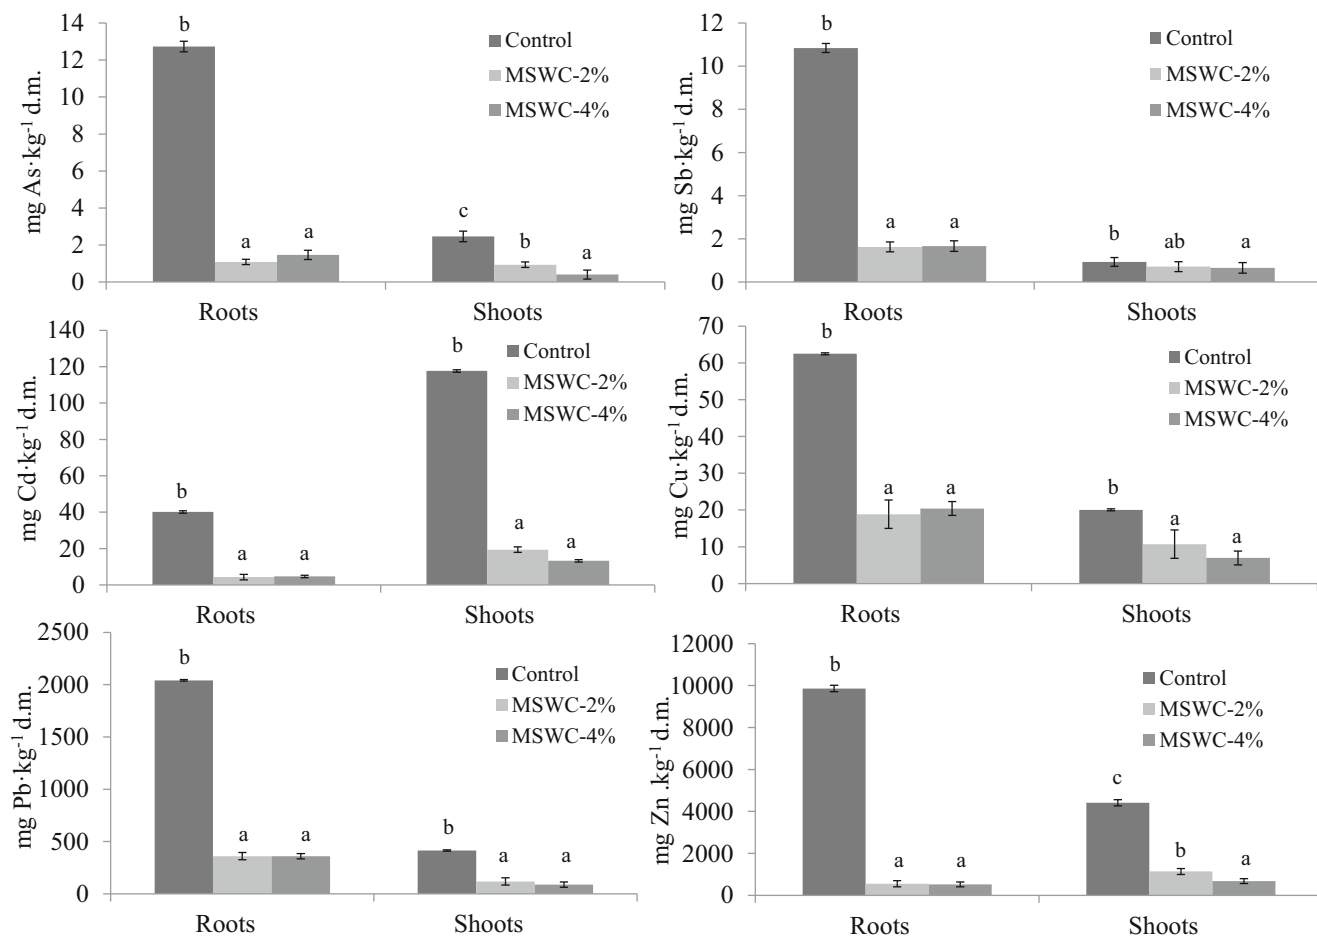 14
12
10
8
6
4
2
0
mg As·kg⁻¹ d.m.
b
a
a
c
b
a
Control
MSWC-2%
MSWC-4%
Roots
Shoots
12
10
8
6
4
2
0
mg Sb·kg⁻¹ d.m.
b
a
a
b
ab
a
Control
MSWC-2%
MSWC-4%
Roots
Shoots
140
120
100
80
60
40
20
0
mg Cd·kg⁻¹ d.m.
b
a
a
b
a
a
Control
MSWC-2%
MSWC-4%
Roots
Shoots
70
60
50
40
30
20
10
0
mg Cu·kg⁻¹ d.m.
b
a
a
b
a
a
Control
MSWC-2%
MSWC-4%
Roots
Shoots
2500
2000
1500
1000
500
0
mg Pb·kg⁻¹ d.m.
b
a
a
b
a
a
Control
MSWC-2%
MSWC-4%
Roots
Shoots
12000
10000
8000
6000
4000
2000
0
mg Zn .kg⁻¹ d.m.
b
a
a
c
b
a
Control
MSWC-2%
MSWC-4%
Roots
Shoots